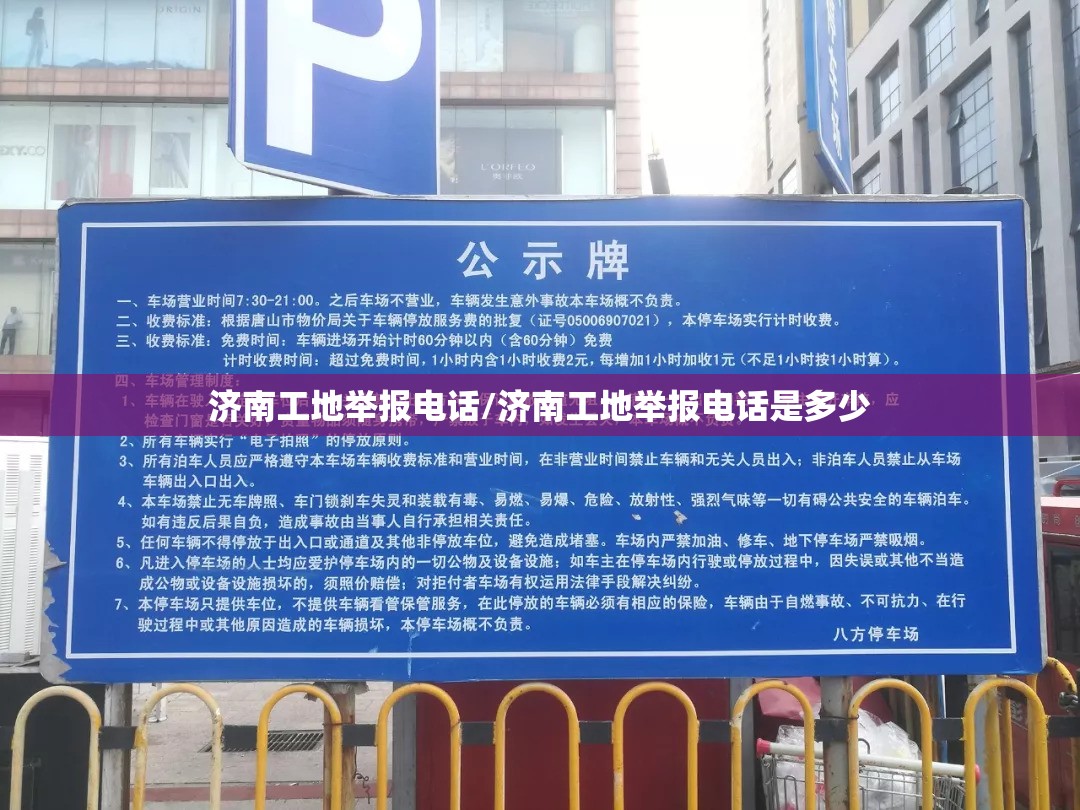 ORIGIN
P
L'ORFEO
公示牌
一、车场营业时间7:30-21:00。之后车场不营业，车辆发生意外事故本车场概不负责。
二、收费标准：根据唐山市物价局关于车辆停放服务费的批复（证号05006907021），本停车场实行计时收费。
三、收费标准：免费时间：车辆进场开始计时60分钟以内（含60分钟）免费
计时收费时间：超过免费时间，1小时内含1小时收费2元，每增加1小时加收1元（不足1小时按1小时算）。
四、车场管理制度：
1、车辆在驶入 应
济南工地举报电话/济南工地举报电话是多少
检查门窗是否关好
2、所有车辆实行“电子拍照”的停放原则。
3、所有泊车人员应严格遵守本车场车辆收费标准和营业时间，在非营业时间禁止车辆和无关人员出入；非泊车人员禁止从车场
车辆出入口出入。
4、本车场禁止无车牌照、车门锁刹车失灵和装载有毒、易燃、易爆、危险、放射性、强烈气味等一切有碍公共安全的车辆泊车。
如有违反后果自负，造成事故由当事人自行承担相关责任。
5、任何车辆不得停放于出入口或通道及其他非停放车位，避免造成堵塞。车场内严禁加油、修车、地下停车场严禁吸烟。
6、凡进入停车场的人士均应爱护停车场内的一切公物及设备设施；如车主在停车场内行驶或停放过程中，因失误或其他不当造
成公物或设备设施损坏的，须照价赔偿；对拒付者车场有权运用法律手段解决纠纷。
7、本停车场只提供车位，不提供车辆看管保管服务，在此停放的车辆必须有相应的保险，车辆由于自燃事故、不可抗力、在行
驶过程中或其他原因造成的车辆损坏，本停车场概不负责。
八方停车场